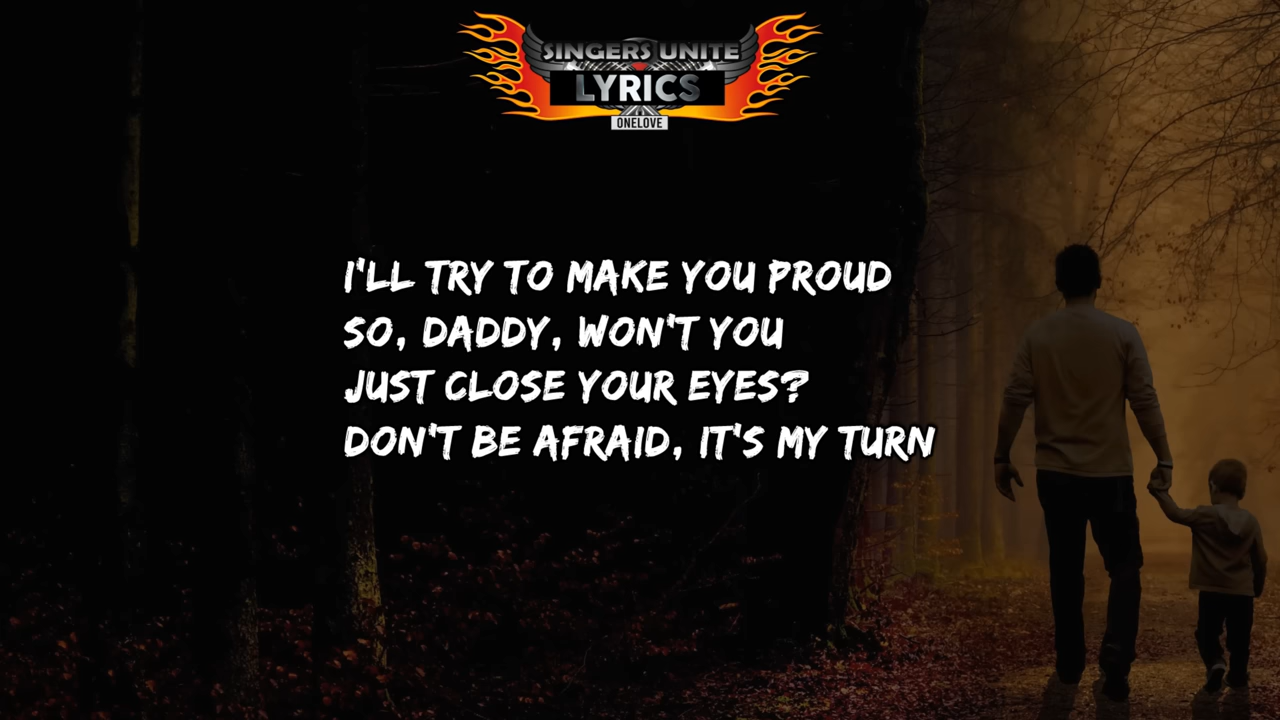 SINGERS UNITE
LYRICS
ONELOVE
I'LL TRY TO MAKE YOU PROUD
SO, DADDY, WON'T YOU
JUST CLOSE YOUR EYES?
DON'T BE AFRAID, IT'S MY TURN